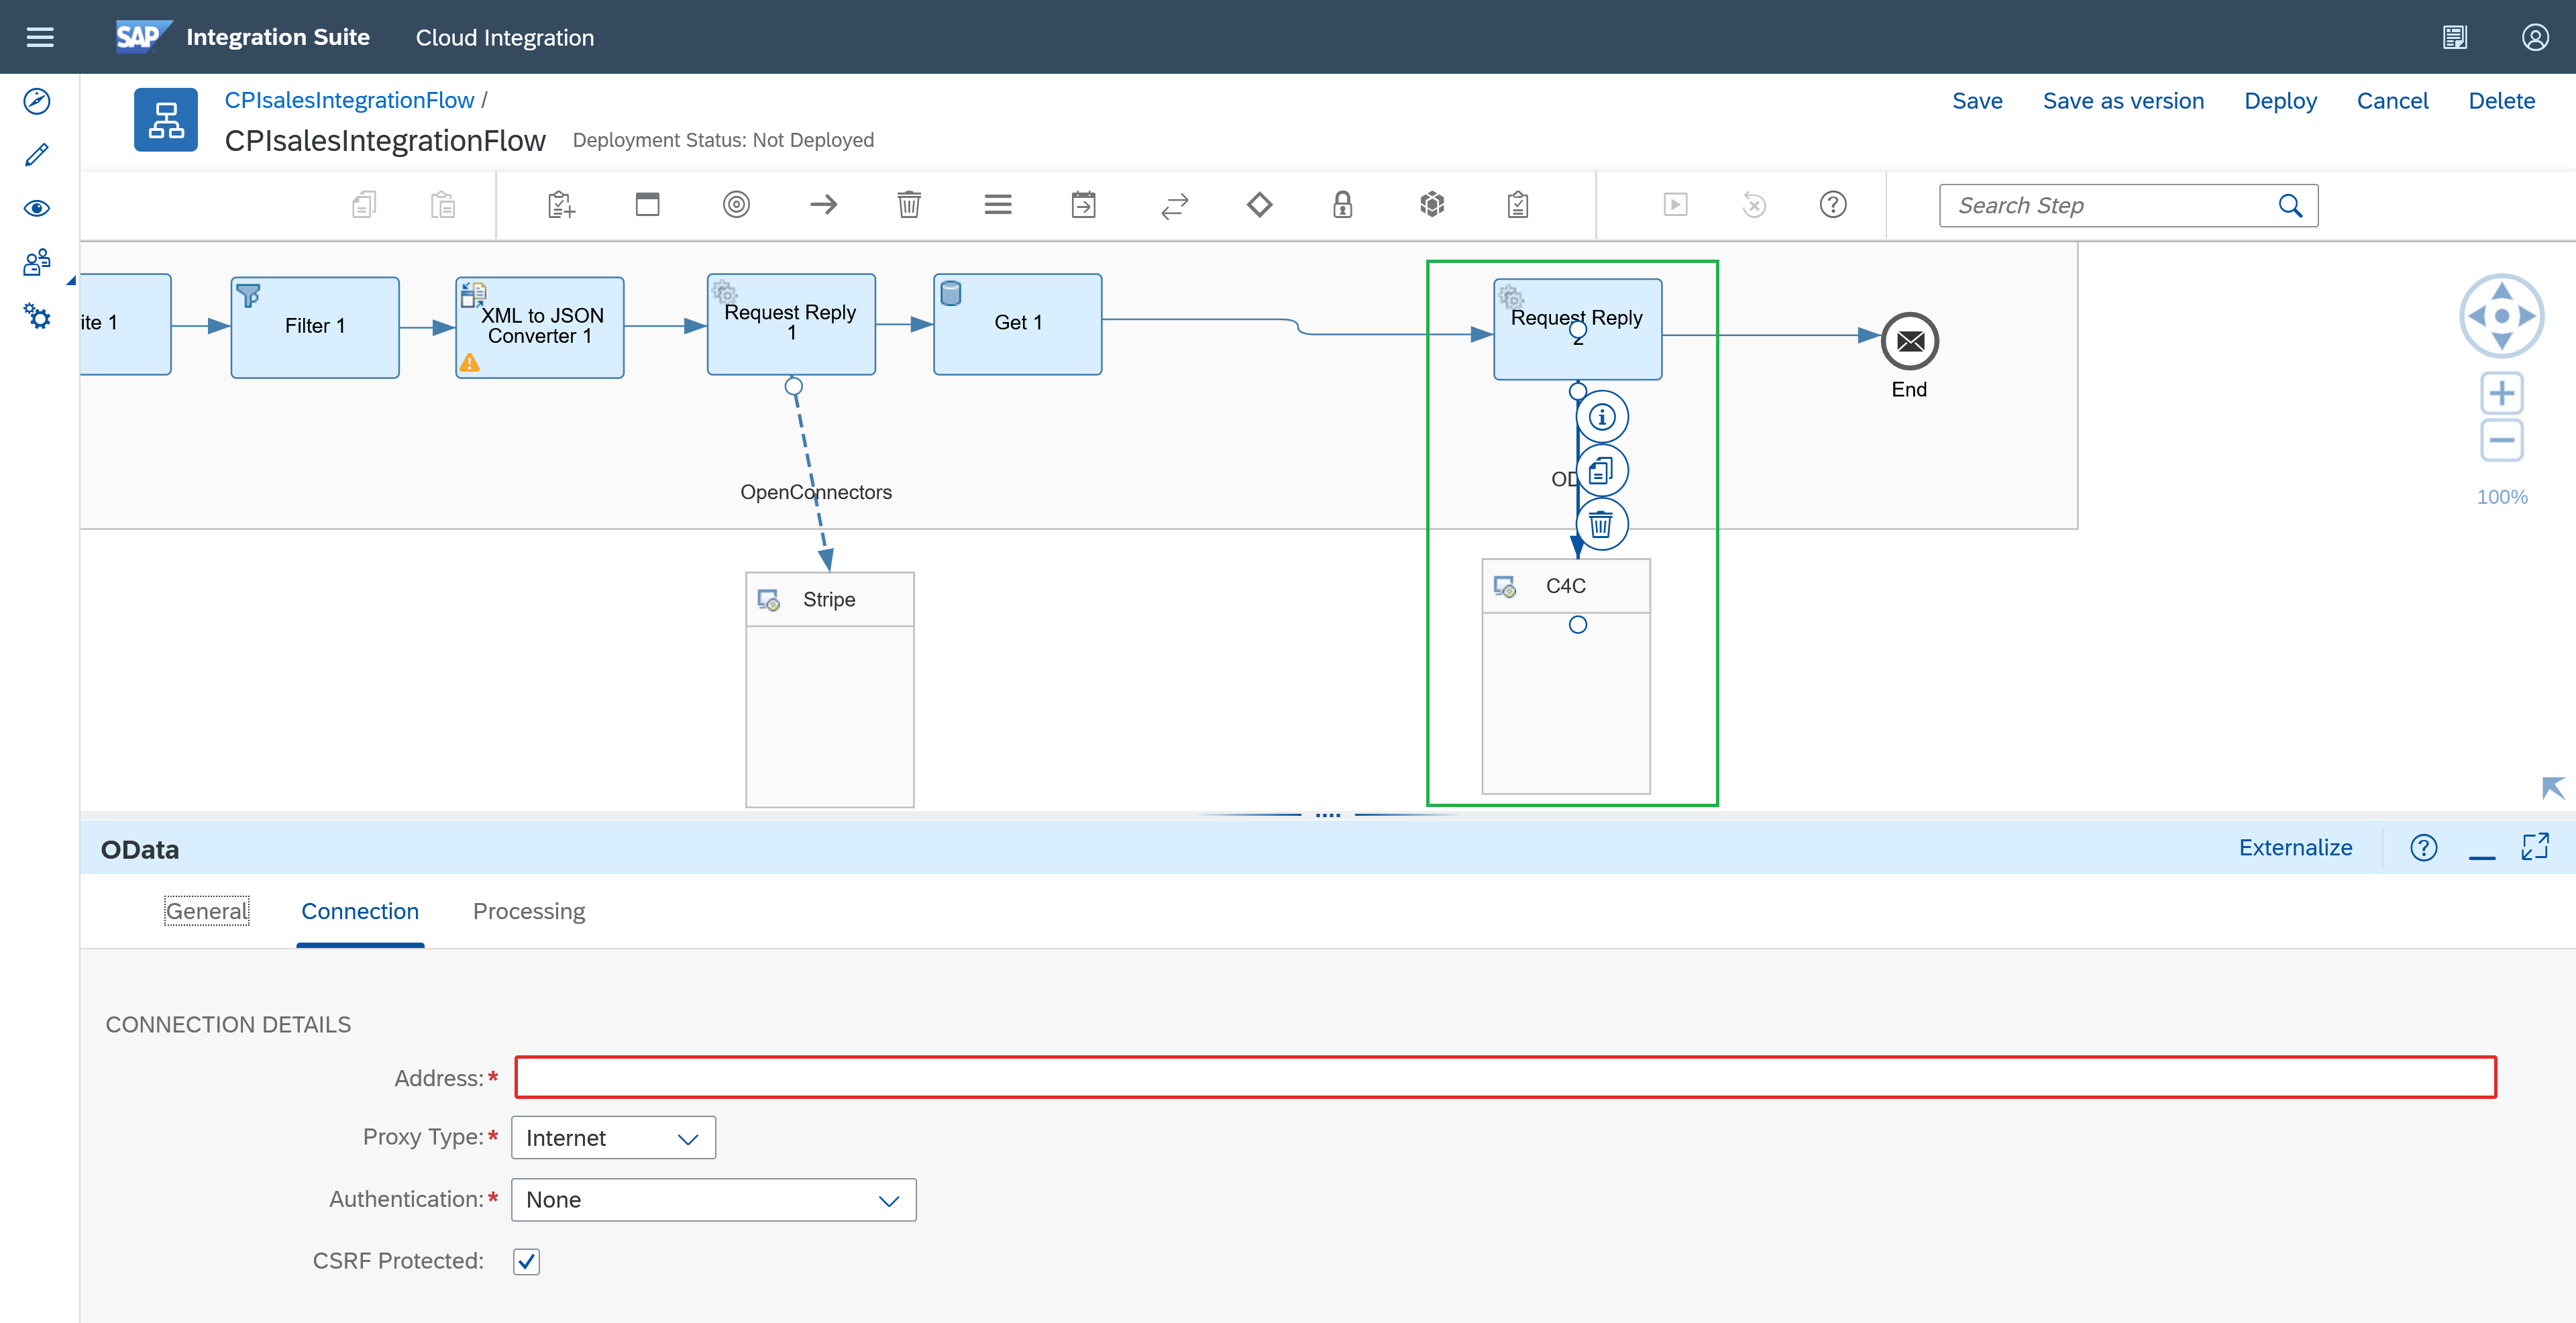 SAP Integration Suite Cloud Integration
CPIsalesIntegrationFlow /
CPIsalesIntegrationFlow Deployment Status: Not Deployed
Save Save as version Deploy Cancel Delete
Search Step
ite 1
Filter 1
XML to JSON
Converter 1
Request Reply
1
Get 1
Request Reply
2
End
OpenConnectors
OD
Stripe
C4C
100%
OData
Externalize
General Connection Processing
CONNECTION DETAILS
Address:*
Proxy Type:* Internet
Authentication:* None
CSRF Protected: